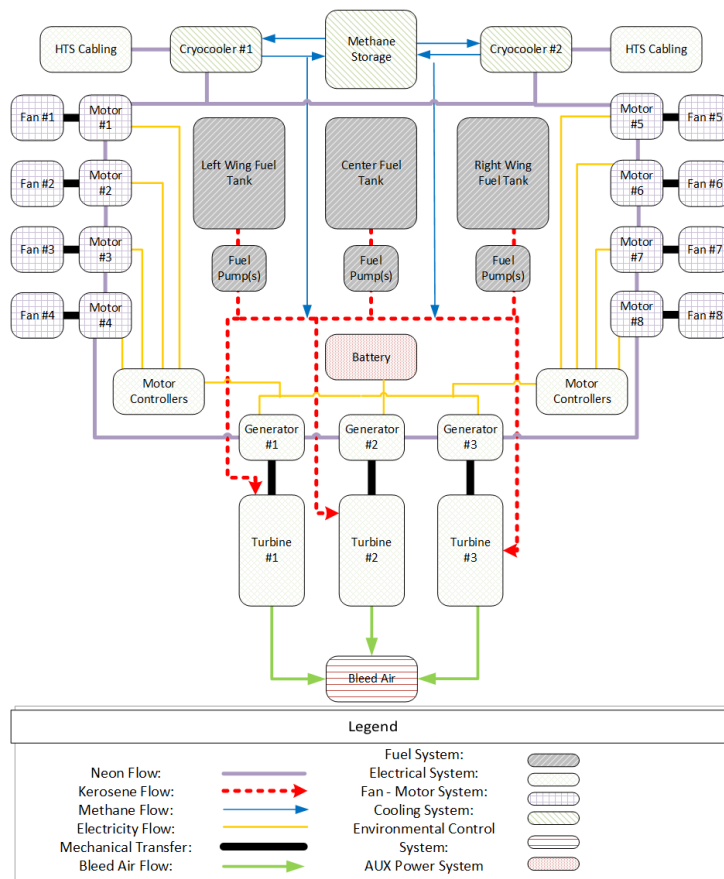 HTS Cabling
Cryocooler #1
Methane
Storage
Cryocooler #2
HTS Cabling
Fan #1
Motor
#1
Motor
#5
Fan #5
Left Wing Fuel
Tank
Center Fuel
Tank
Right Wing
Fuel Tank
Fan #2
Motor
#2
Motor
#6
Fan #6
Fan #3
Motor
#3
Fuel
Pump(s)
Fuel
Pump(s)
Fuel
Pump(s)
Motor
#7
Fan #7
Fan #4
Motor
#4
Motor
#8
Fan #8
Battery
Motor
Controllers
Motor
Controllers
Generator
#1
Generator
#2
Generator
#3
Turbine
#1
Turbine
#2
Turbine
#3
Bleed Air
Legend
Neon Flow:
Kerosene Flow:
Methane Flow:
Electricity Flow:
Mechanical Transfer:
Bleed Air Flow:
Fuel System:
Electrical System:
Fan - Motor System:
Cooling System:
Environmental Control
System:
AUX Power System